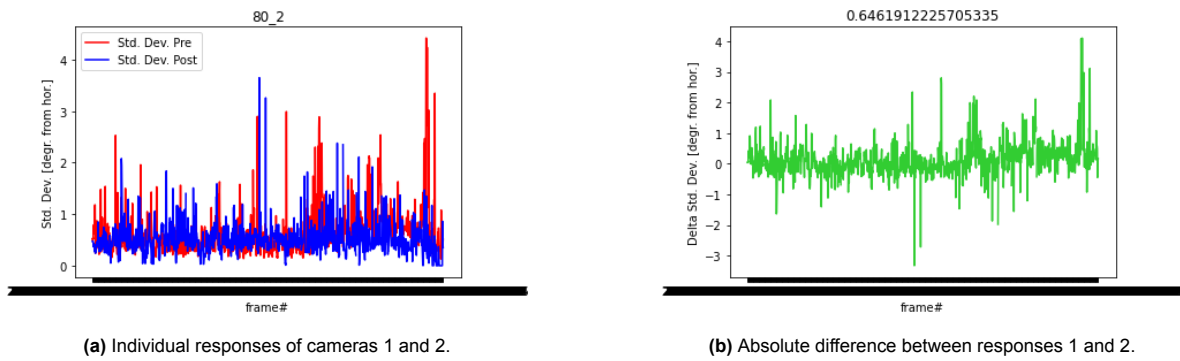 80_2
Std. Dev. Pre
Std. Dev. Post
Std. Dev. [degr. from hor.]
4
3
2
1
0
frame#
(a) Individual responses of cameras 1 and 2.
0.6461912225705335
Delta Std. Dev. [degr. from hor.]
4
3
2
1
0
−1
−2
−3
frame#
(b) Absolute difference between responses 1 and 2.